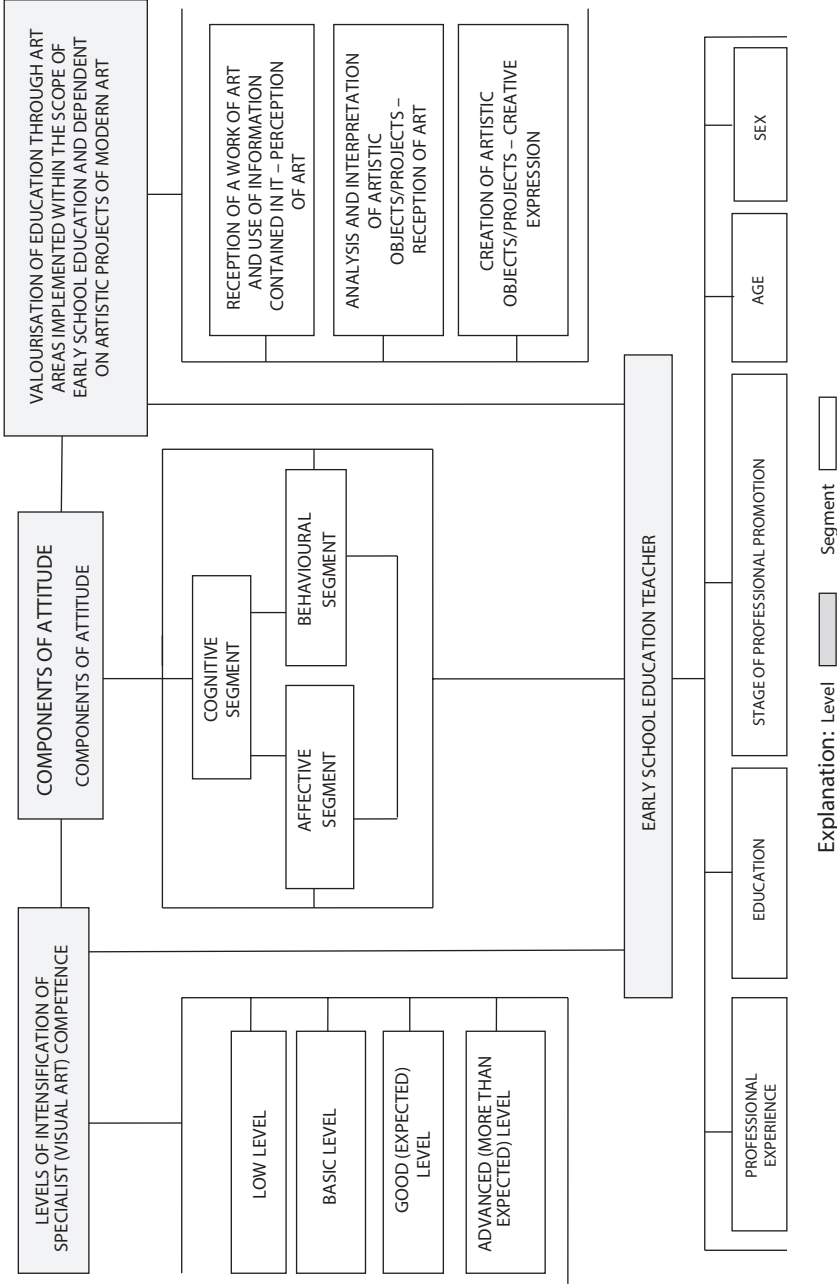 LEVELS OF INTENSIFICATION OF
SPECIALIST (VISUAL ART) COMPETENCE
COMPONENTS OF ATTITUDE
COMPONENTS OF ATTITUDE
VALOURISATION OF EDUCATION THROUGH ART
AREAS IMPLEMENTED WITHIN THE SCOPE OF
EARLY SCHOOL EDUCATION AND DEPENDENT
ON ARTISTIC PROJECTS OF MODERN ART
LOW LEVEL
BASIC LEVEL
GOOD (EXPECTED)
LEVEL
ADVANCED (MORE THAN
EXPECTED) LEVEL
COGNITIVE
SEGMENT
AFFECTIVE
SEGMENT
BEHAVIOURAL
SEGMENT
RECEPTION OF A WORK OF ART
AND USE OF INFORMATION
CONTAINED IN IT – PERCEPTION
OF ART
ANALYSIS AND INTERPRETATION
OF ARTISTIC
OBJECTS/PROJECTS –
RECEPTION OF ART
CREATION OF ARTISTIC
OBJECTS/PROJECTS – CREATIVE
EXPRESSION
EARLY SCHOOL EDUCATION TEACHER
PROFESSIONAL
EXPERIENCE
EDUCATION
STAGE OF PROFESSIONAL PROMOTION
AGE
SEX
Explanation: Level Segment